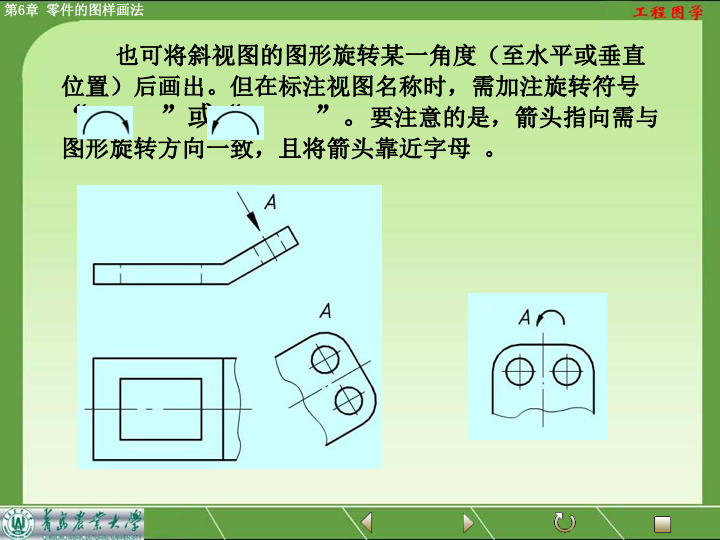 第6章 零件的图样画法
工程图学
也可将斜视图的图形旋转某一角度（至水平或垂直
位置）后画出。但在标注视图名称时，需加注旋转符号
“ ”或“ ”。要注意的是，箭头指向需与
图形旋转方向一致，且将箭头靠近字母 。
A
A
A
青岛农业大学